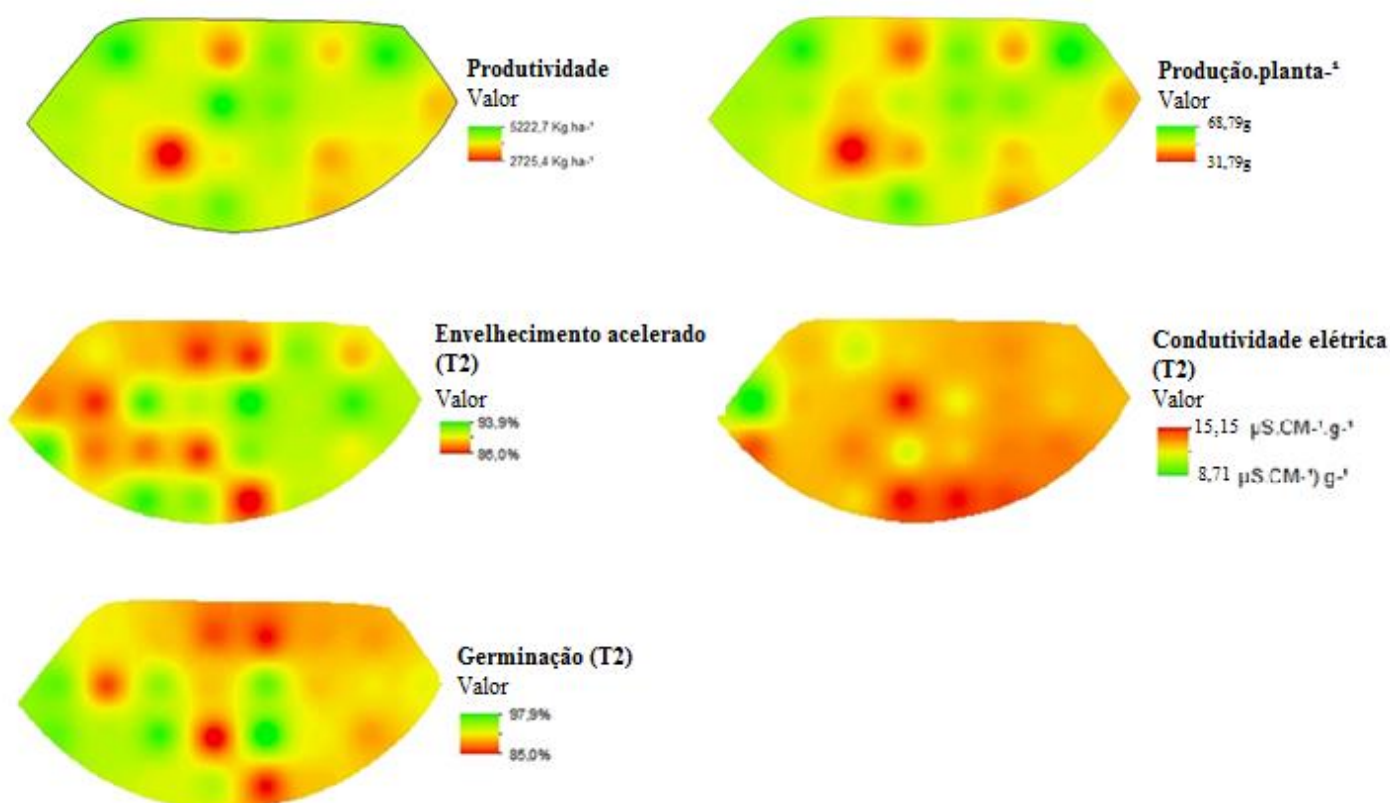 Produtividade
Valor
5222,7 Kg.ha-¹
2725,4 Kg.ha-¹
Produção.planta-¹
Valor
68,79g
31,79g
Envelhecimento acelerado
(T2)
Valor
93,9%
86,0%
Condutividade elétrica
(T2)
Valor
15,15 µS.CM-¹.g-¹
8,71 µS.CM-¹).g-¹
Germinação (T2)
Valor
97,9%
85,0%